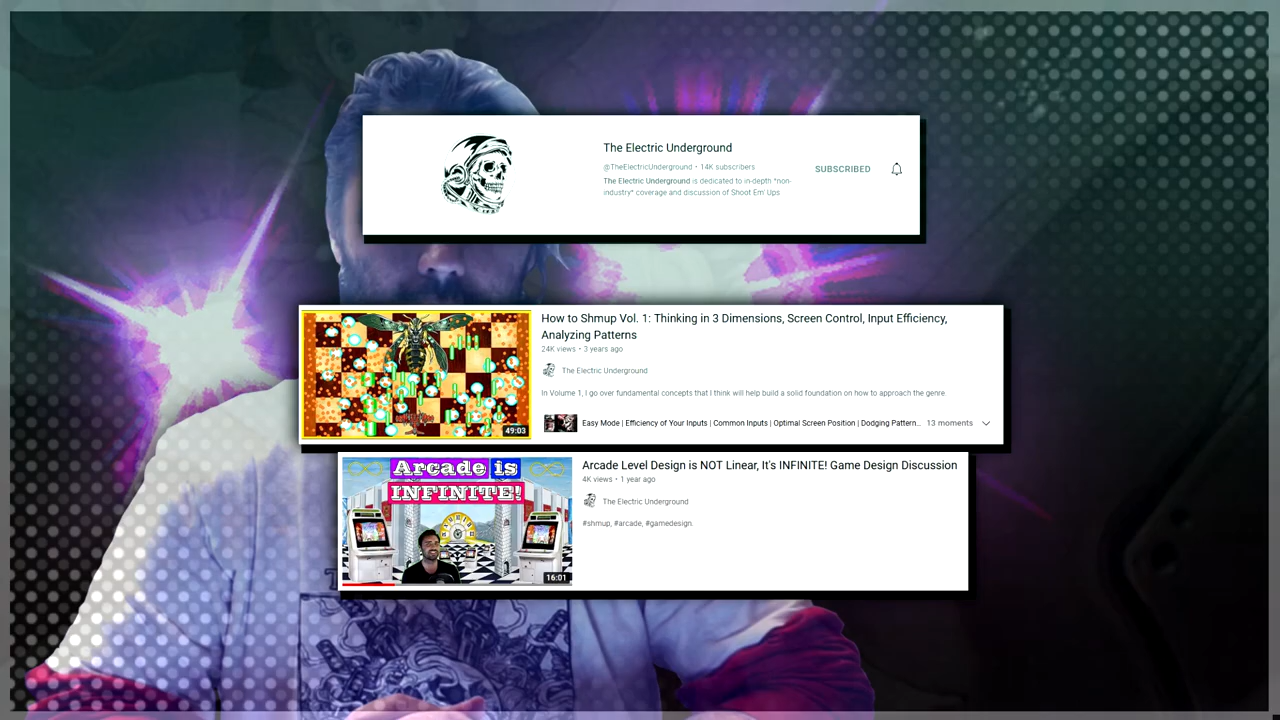 The Electric Underground
@TheElectricUnderground • 14K subscribers
The Electric Underground is dedicated to in-depth *non-
industry* coverage and discussion of Shoot Em' Ups
SUBSCRIBED
How to Shmup Vol. 1: Thinking in 3 Dimensions, Screen Control, Input Efficiency,
Analyzing Patterns
24K views • 3 years ago
The Electric Underground
In Volume 1, I go over fundamental concepts that I think will help build a solid foundation on how to approach the genre
Easy Mode | Efficiency of Your Inputs | Common Inputs | Optimal Screen Position | Dodging Pattern...
13 moments
49:03
Arcade is
INFINITE!
16:01
Arcade Level Design is NOT Linear, It's INFINITE! Game Design Discussion
4K views • 1 year ago
The Electric Underground
#shmup, #arcade, #gamedesign.